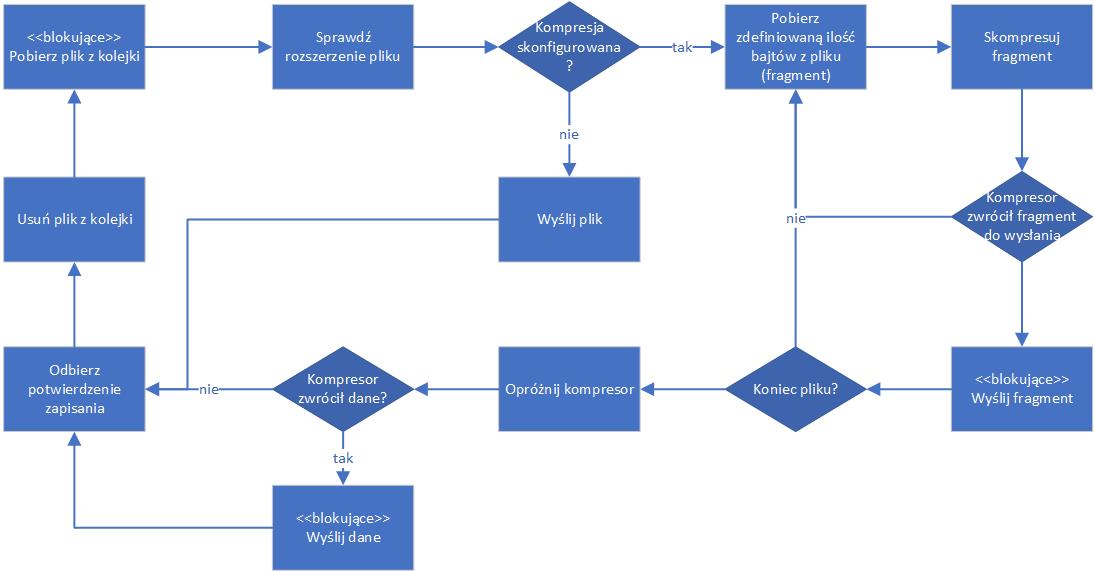 <<blokujące>>
Pobierz plik z kolejki
Sprawdź
rozszerzenie pliku
Kompresja
skonfigurowana
?
tak
Pobierz
zdefiniowaną ilość
bajtów z pliku
(fragment)
Skompresuj
fragment
nie
Usuń plik z kolejki
Wyślij plik
nie
Kompresor
zwrócił fragment
do wysłania
Odbierz
potwierdzenie
zapisania
nie
Kompresor
zwrócił dane?
Opróżnij kompresor
Koniec pliku?
<<blokujące>>
Wyślij fragment
tak
<<blokujące>>
Wyślij dane